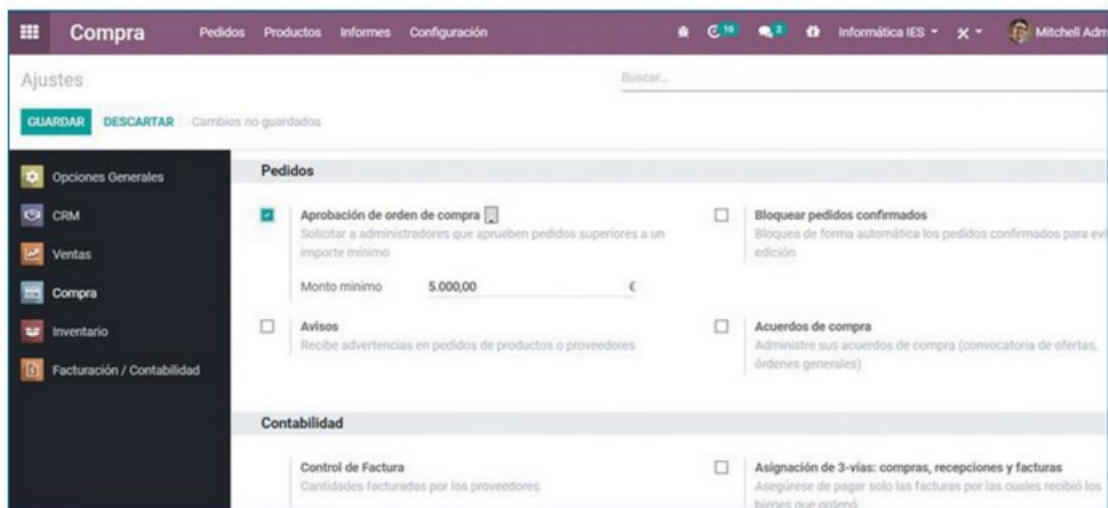 Compra Pedidos Productos Informes Configuración 10 2 Informática IES Mitchell Adm
Ajustes
Buscar...
GUARDAR DESCARTAR Cambios no guardados
Opciones Generales
CRM
Ventas
Compra
Inventario
Facturación / Contabilidad
Pedidos
Aprobación de orden de compra
Solicitar a administradores que aprueben pedidos superiores a un
importe mínimo
Monto mínimo 5.000,00 €
Bloquear pedidos confirmados
Bloquea de forma automática los pedidos confirmados para evi
edición
Avisos
Recibe advertencias en pedidos de productos o proveedores
Acuerdos de compra
Administre sus acuerdos de compra (convocatoria de ofertas,
órdenes generales)
Contabilidad
Control de Factura
Cantidades facturadas por los proveedores
Asignación de 3-vías: compras, recepciones y facturas
Asegúrese de pagar solo las facturas por las cuales recibió los
bienes que ordenó